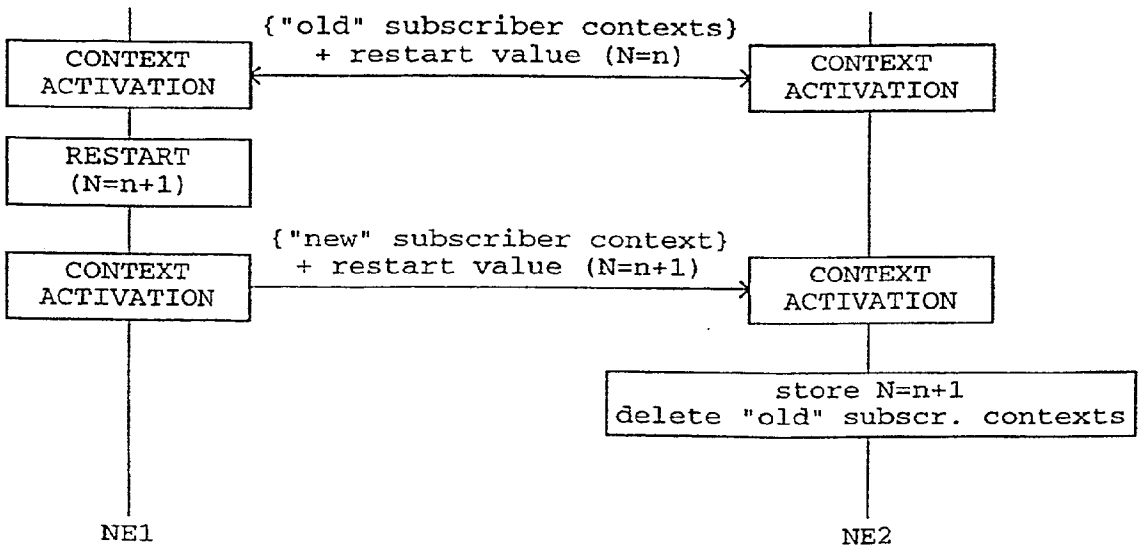 {"old" subscriber contexts}
+ restart value (N=n)
CONTEXT
ACTIVATION
CONTEXT
ACTIVATION
RESTART
(N=n+1)
{"new" subscriber context}
+ restart value (N=n+1)
CONTEXT
ACTIVATION
CONTEXT
ACTIVATION
store N=n+1
delete "old" subscr. contexts
NE1
NE2